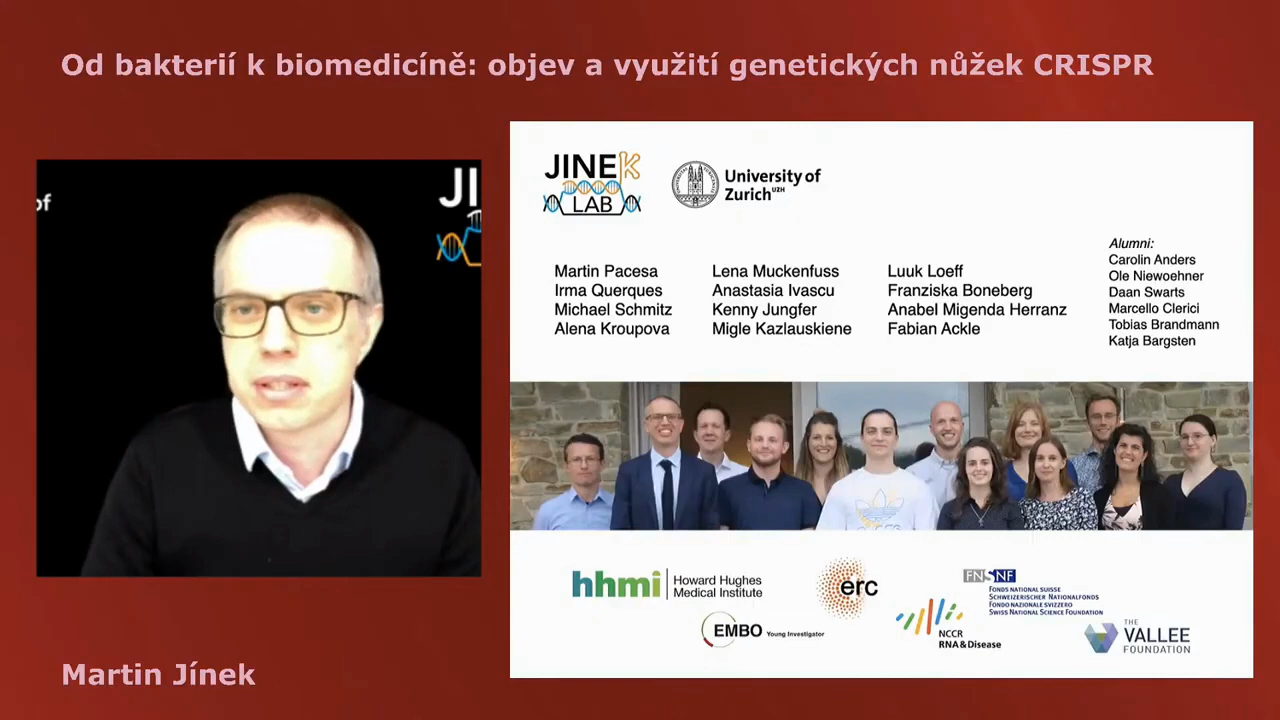 Od bakterií k biomedicíně: objev a využití genetických nůžek CRISPR
of
JI
JINEK
LAB
University of
Zurich UZH
Martin Pacesa
Irma Querques
Michael Schmitz
Alena Kroupova
Lena Muckenfuss
Anastasia Ivascu
Kenny Jungfer
Migle Kazlauskiene
Luuk Loeff
Franziska Boneberg
Anabel Migenda Herranz
Fabian Ackle
Alumni:
Carolin Anders
Ole Niewoehner
Daan Swarts
Marcello Clerici
Tobias Brandmann
Katja Bargsten
hhmi Howard Hughes
Medical Institute
EMBO Young Investigator
erc
NCCR
RNA&Disease
FNSNF
FONDS NATIONAL SUISSE
SCHWEIZERISCHER NATIONALFONDS
FONDO NAZIONALE SVIZZERO
SWISS NATIONAL SCIENCE FOUNDATION
THE
VALLEE
FOUNDATION
Martin Jínek